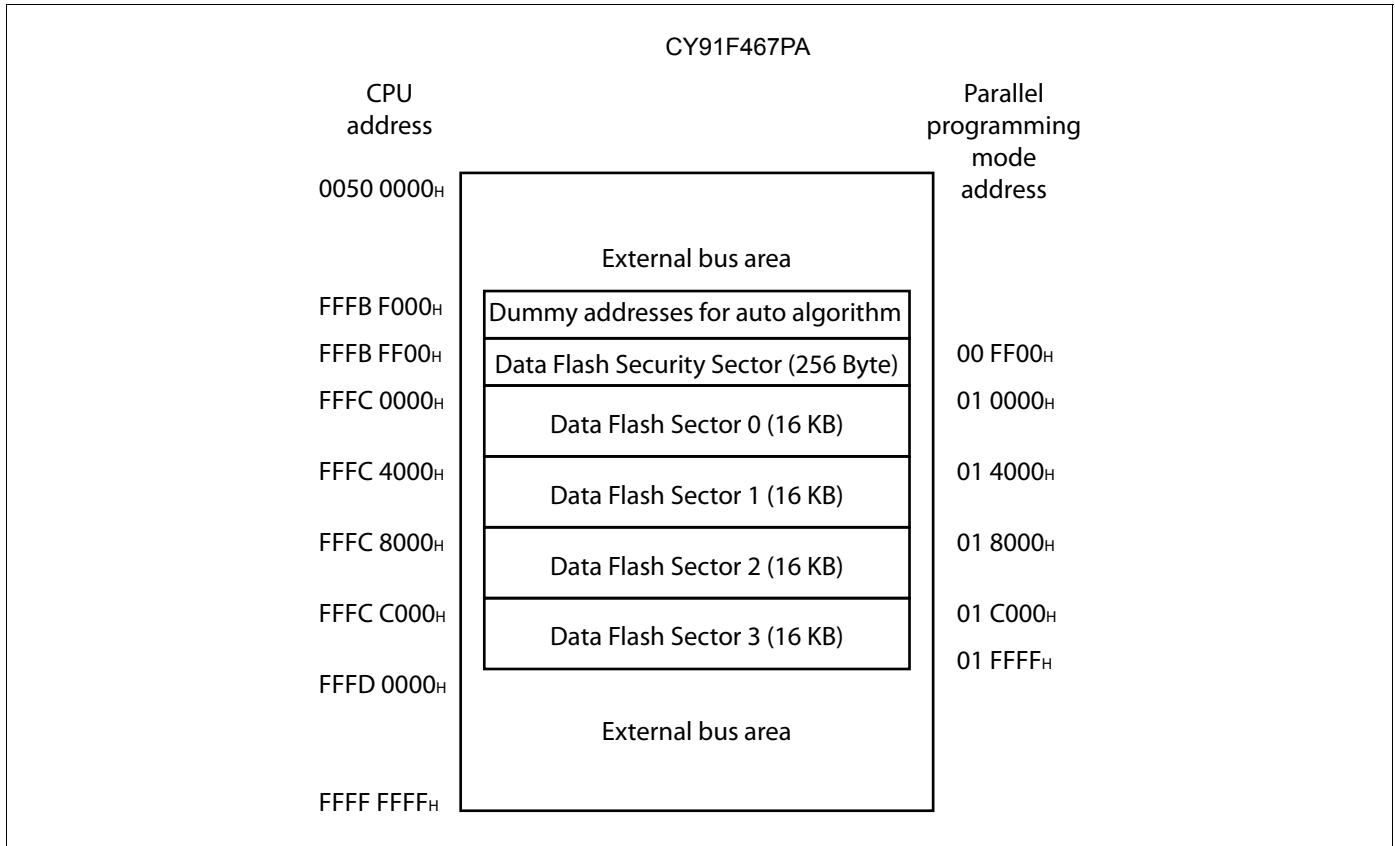 CY91F467PA
CPU
address
Parallel
programming
mode
address
0050 0000H
External bus area
FFFB F000H
Dummy addresses for auto algorithm
FFFB FF00H
Data Flash Security Sector (256 Byte)
00 FF00H
FFFC 0000H
Data Flash Sector 0 (16 KB)
01 0000H
FFFC 4000H
Data Flash Sector 1 (16 KB)
01 4000H
FFFC 8000H
Data Flash Sector 2 (16 KB)
01 8000H
FFFC C000H
Data Flash Sector 3 (16 KB)
01 C000H
01 FFFFH
FFFD 0000H
External bus area
FFFF FFFFH